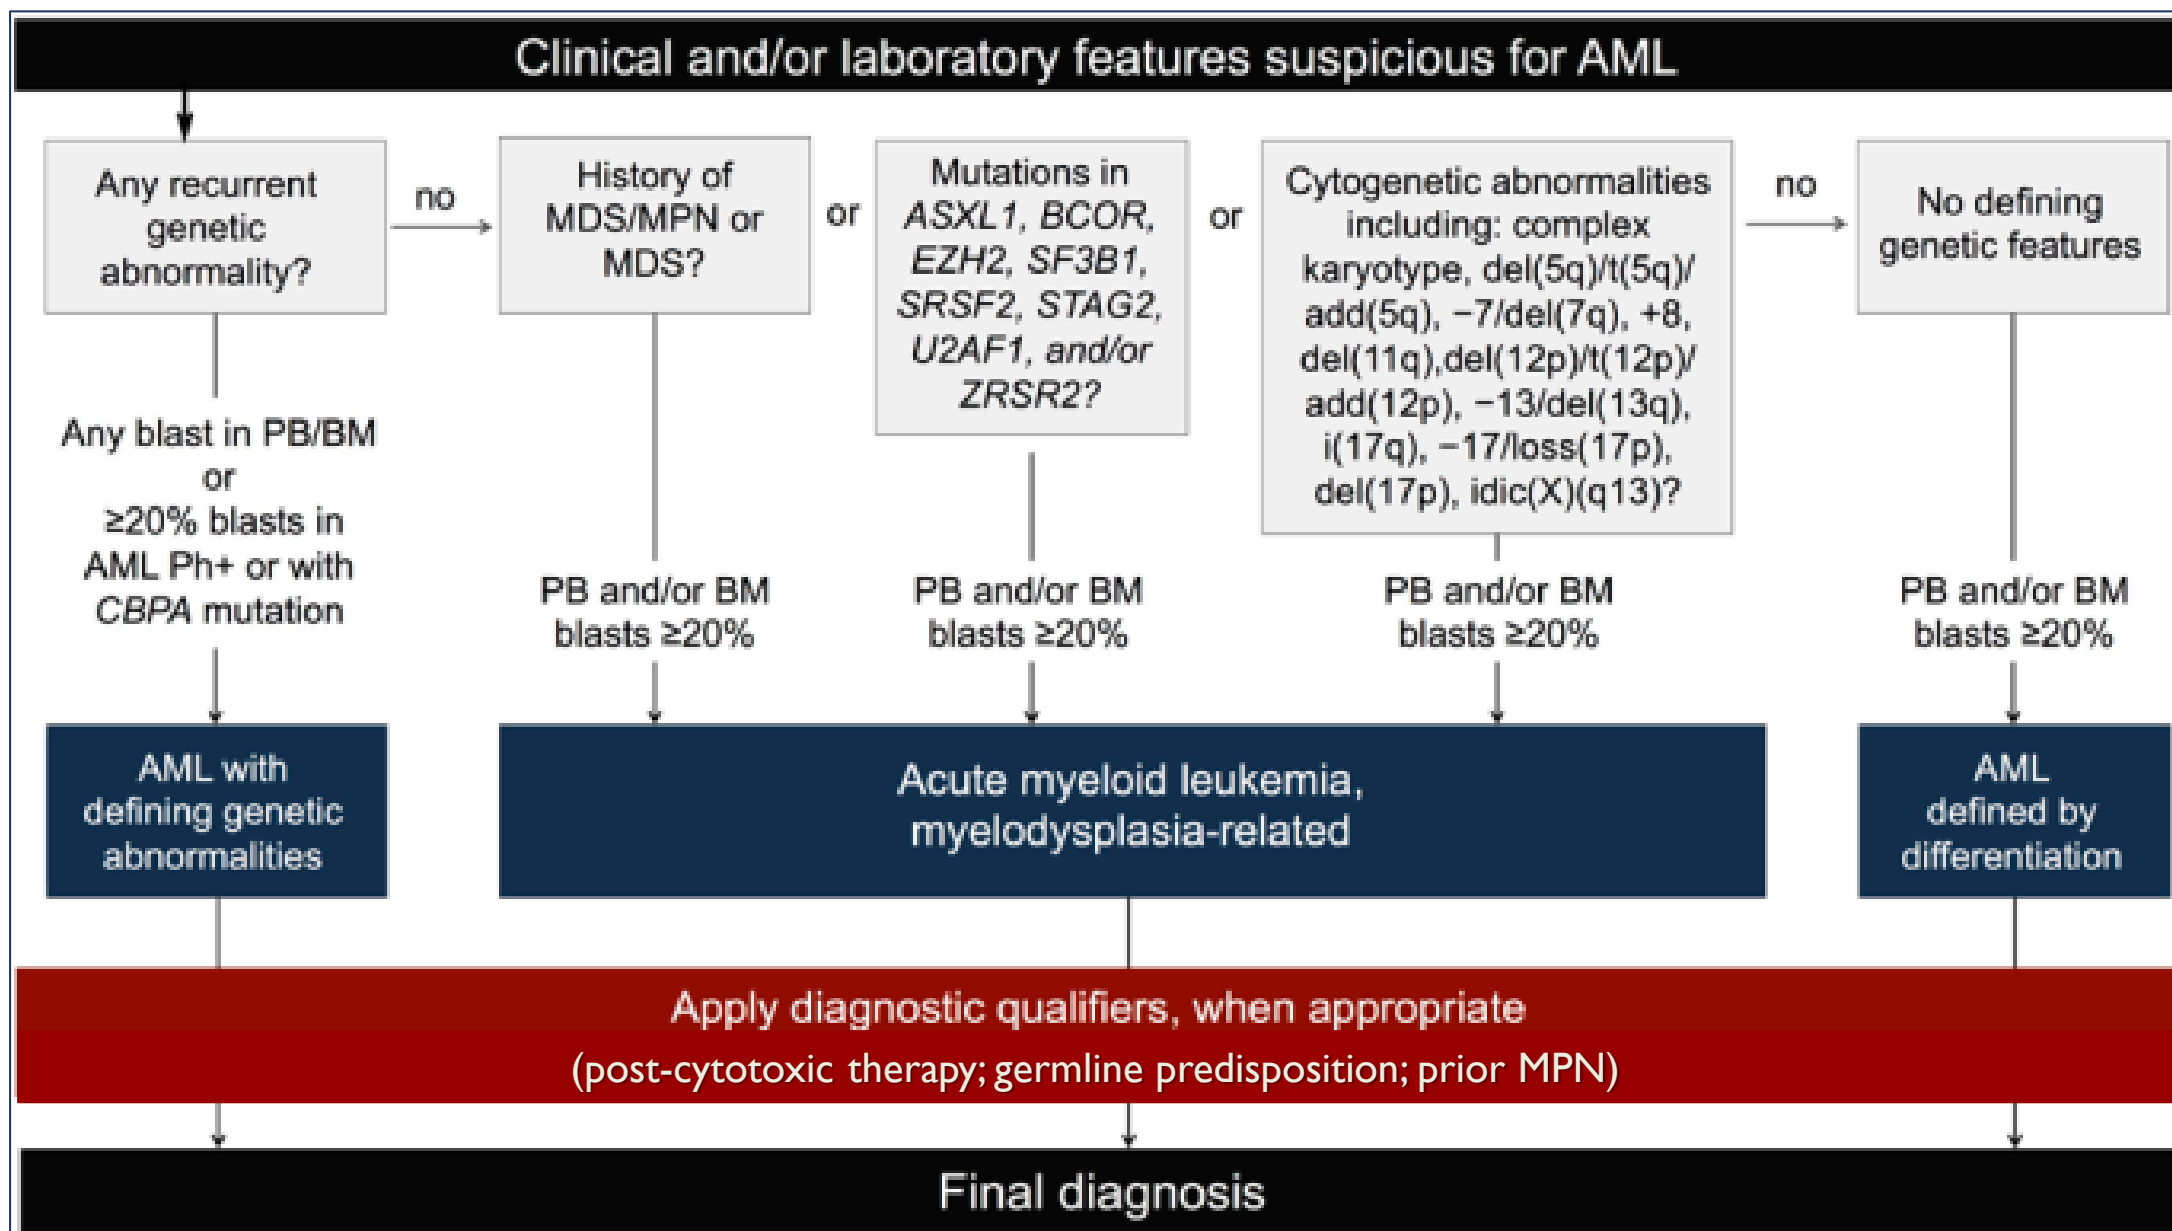 Clinical and/or laboratory features suspicious for AML
Any recurrent
genetic
abnormality?
no
History of
MDS/MPN or
MDS?
or
Mutations in
ASXL1, BCOR,
EZH2, SF3B1,
SRSF2, STAG2,
U2AF1, and/or
ZRSR2?
or
Cytogenetic abnormalities
including: complex
karyotype, del(5q)/t(5q)/
add(5q), −7/del(7q), +8,
del(11q),del(12p)/t(12p)/
add(12p), −13/del(13q),
i(17q), −17/loss(17p),
del(17p), idic(X)(q13)?
no
No defining
genetic features
Any blast in PB/BM
or
≥20% blasts in
AML Ph+ or with
CBPA mutation
PB and/or BM
blasts ≥20%
PB and/or BM
blasts ≥20%
PB and/or BM
blasts ≥20%
PB and/or BM
blasts ≥20%
AML with
defining genetic
abnormalities
Acute myeloid leukemia,
myelodysplasia-related
AML
defined by
differentiation
Apply diagnostic qualifiers, when appropriate
(post-cytotoxic therapy; germline predisposition; prior MPN)
Final diagnosis